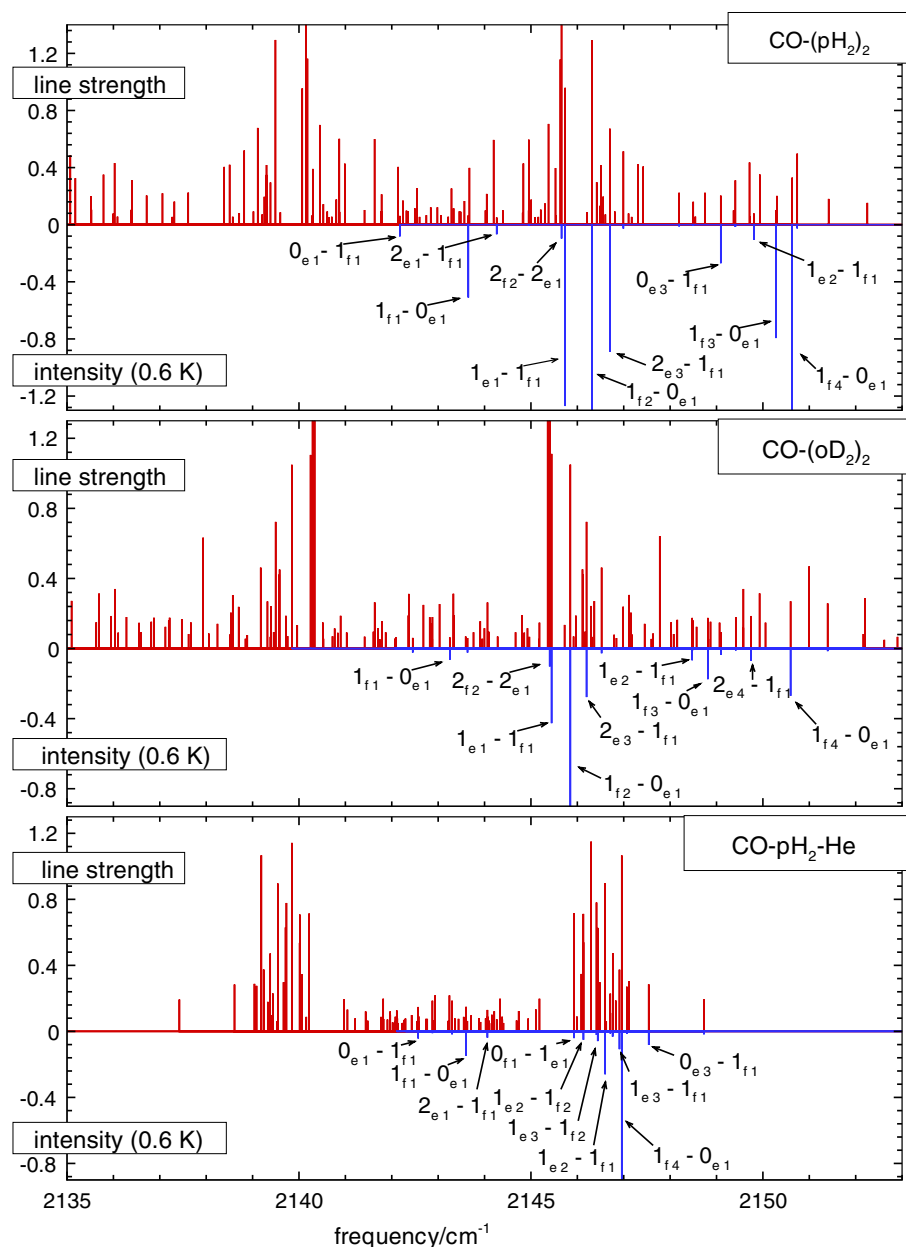 CO-(pH₂)₂
1.2
line strength
0.8
0.4
0
-0.4
-0.8
-1.2
0e1 - 1f1
2e1 - 1f1
1f1 - 0e1
2f2 - 2e1
1e1 - 1f1
1f2 - 0e1
2e3 - 1f1
0e3 - 1f1
1e2 - 1f1
1f3 - 0e1
1f4 - 0e1
intensity (0.6 K)
CO-(oD₂)₂
1.2
line strength
0.8
0.4
0
-0.4
-0.8
1f1 - 0e1
2f2 - 2e1
1e1 - 1f1
1f2 - 0e1
2e3 - 1f1
1e2 - 1f1
1f3 - 0e1
2e4 - 1f1
1f4 - 0e1
intensity (0.6 K)
CO-pH₂-He
1.2
line strength
0.8
0.4
0
-0.4
-0.8
0e1 - 1f1
1f1 - 0e1
2e1 - 1f1
0f1 - 1e1
1e2 - 1f2
1e3 - 1f2
1e2 - 1f1
1f4 - 0e1
1e3 - 1f1
0e3 - 1f1
intensity (0.6 K)
2135 2140 2145 2150
frequency/cm⁻¹